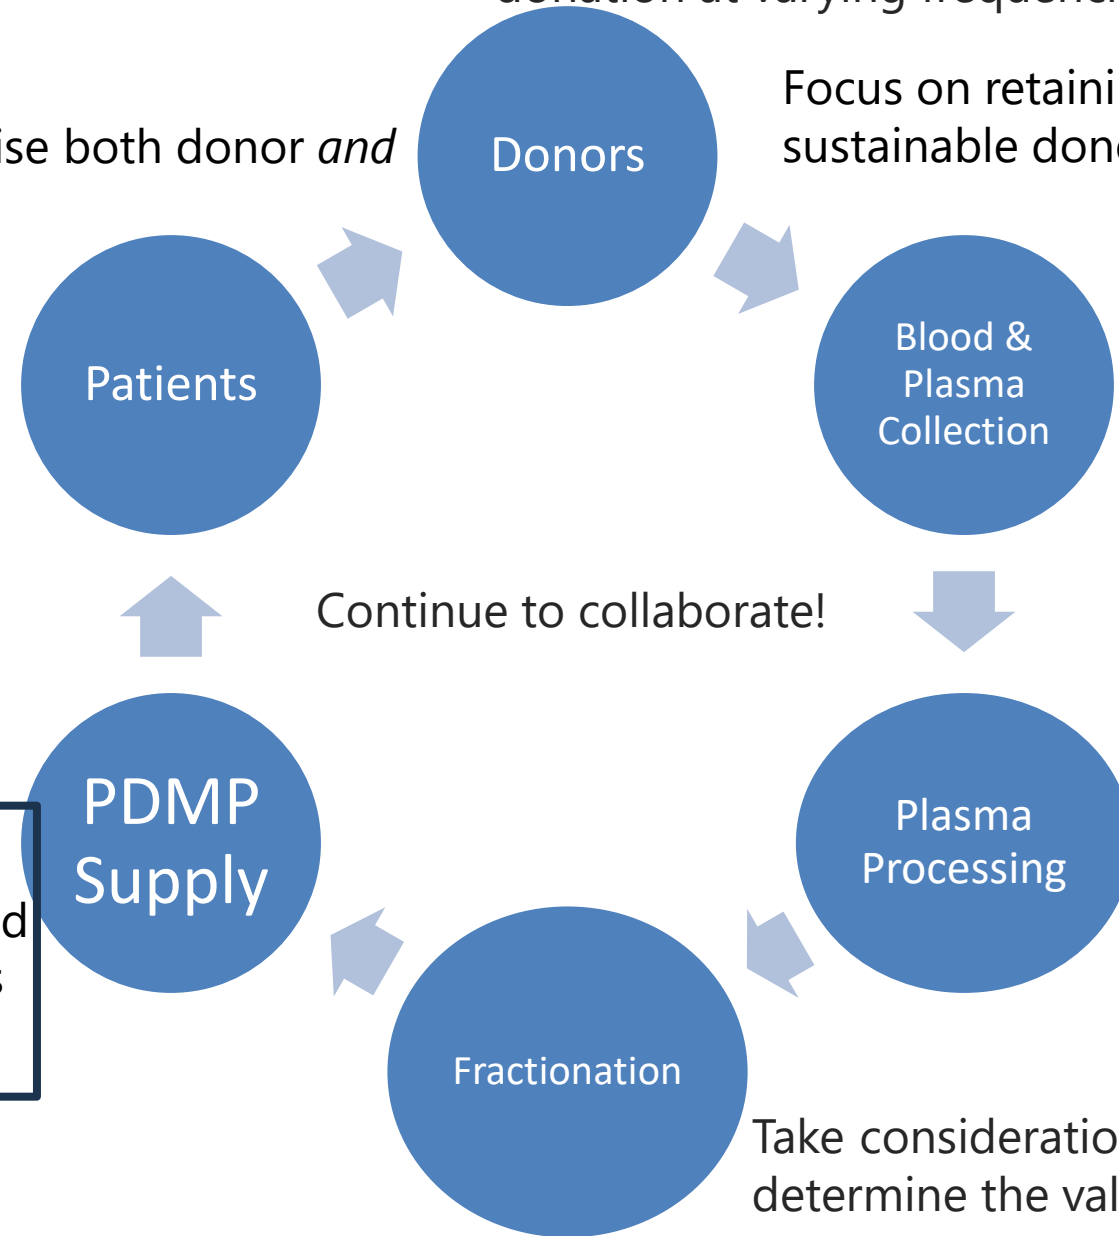 Focus on retaini
ise both donor and
sustainable done
Donors
Blood &
Plasma
Collection
Patients
Continue to collaborate!
PDMP
Supply
d
s
Plasma
Processing
Fractionation
Take consideratio
determine the val